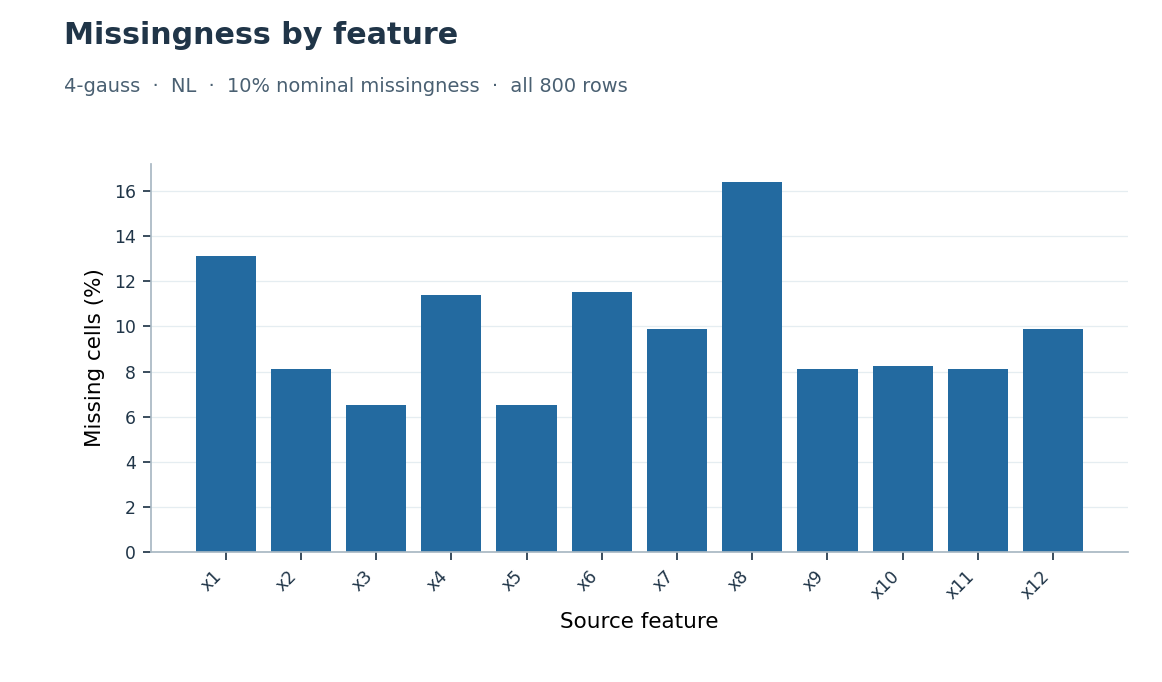 Missingness by feature
4-gauss · NL · 10% nominal missingness · all 800 rows
16
14
12
10
8
6
4
2
0
Missing cells (%)
x1 x2 x3 x4 x5 x6 x7 x8 x9 x10 x11 x12
Source feature